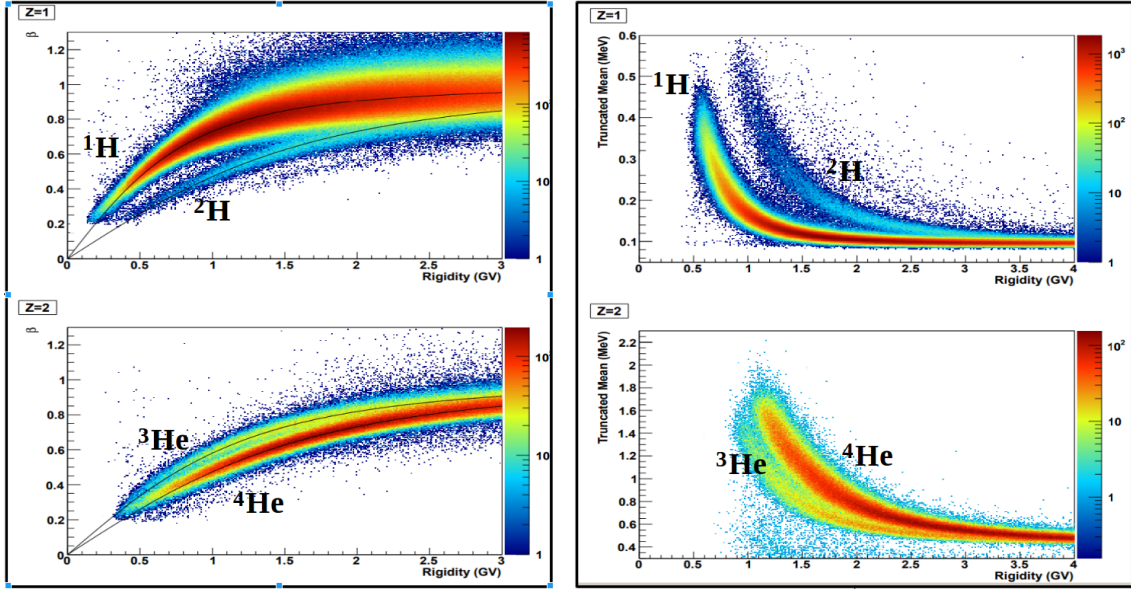 Z=1
β
1.2
1
0.8
0.6
0.4
0.2
0
¹H
²H
0 0.5 1 1.5 2 2.5 3
Rigidity (GV)
10
1
Z=1
Truncated Mean (MeV)
0.6
0.5
0.4
0.3
0.2
0.1
¹H
²H
0 0.5 1 1.5 2 2.5 3 3.5 4
Rigidity (GV)
10³
10²
10
1
Z=2
β
1.2
1
0.8
0.6
0.4
0.2
0
³He
⁴He
0 0.5 1 1.5 2 2.5 3
Rigidity (GV)
10
1
Z=2
Truncated Mean (MeV)
2.2
2
1.8
1.6
1.4
1.2
1
0.8
0.6
0.4
³He
⁴He
0 0.5 1 1.5 2 2.5 3 3.5 4
Rigidity (GV)
10²
10
1